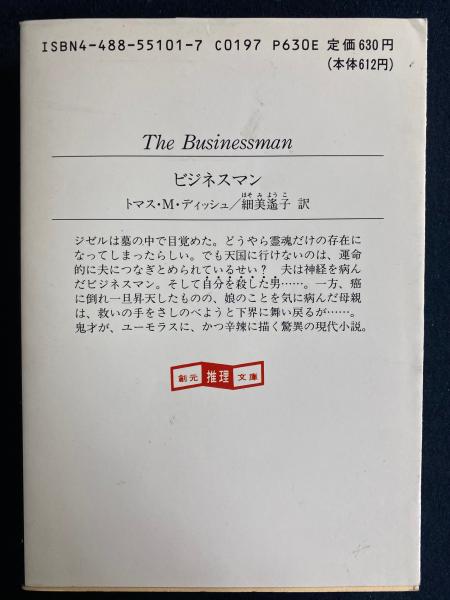 ISBN4-488-55101-7 C0197 P630E 定価630円
(本体612円)
The Businessman
ビジネスマン
トマス・M・ディッシュ/細美遙子 訳
はそ み よう こ
ジゼルは墓の中で目覚めた。どうやら霊魂だけの存在に
なってしまったらしい。でも天国に行けないのは、運命
的に夫につなぎとめられているせい? 夫は神経を病ん
だビジネスマン。そして自分を殺した男……。一方、癌
に倒れ一旦昇天したものの、娘のことを気に病んだ母親
は、救いの手をさしのべようと下界に舞い戻るが……。
鬼才が、ユーモラスに、かつ辛辣に描く驚異の現代小説。
創元 推理 文庫